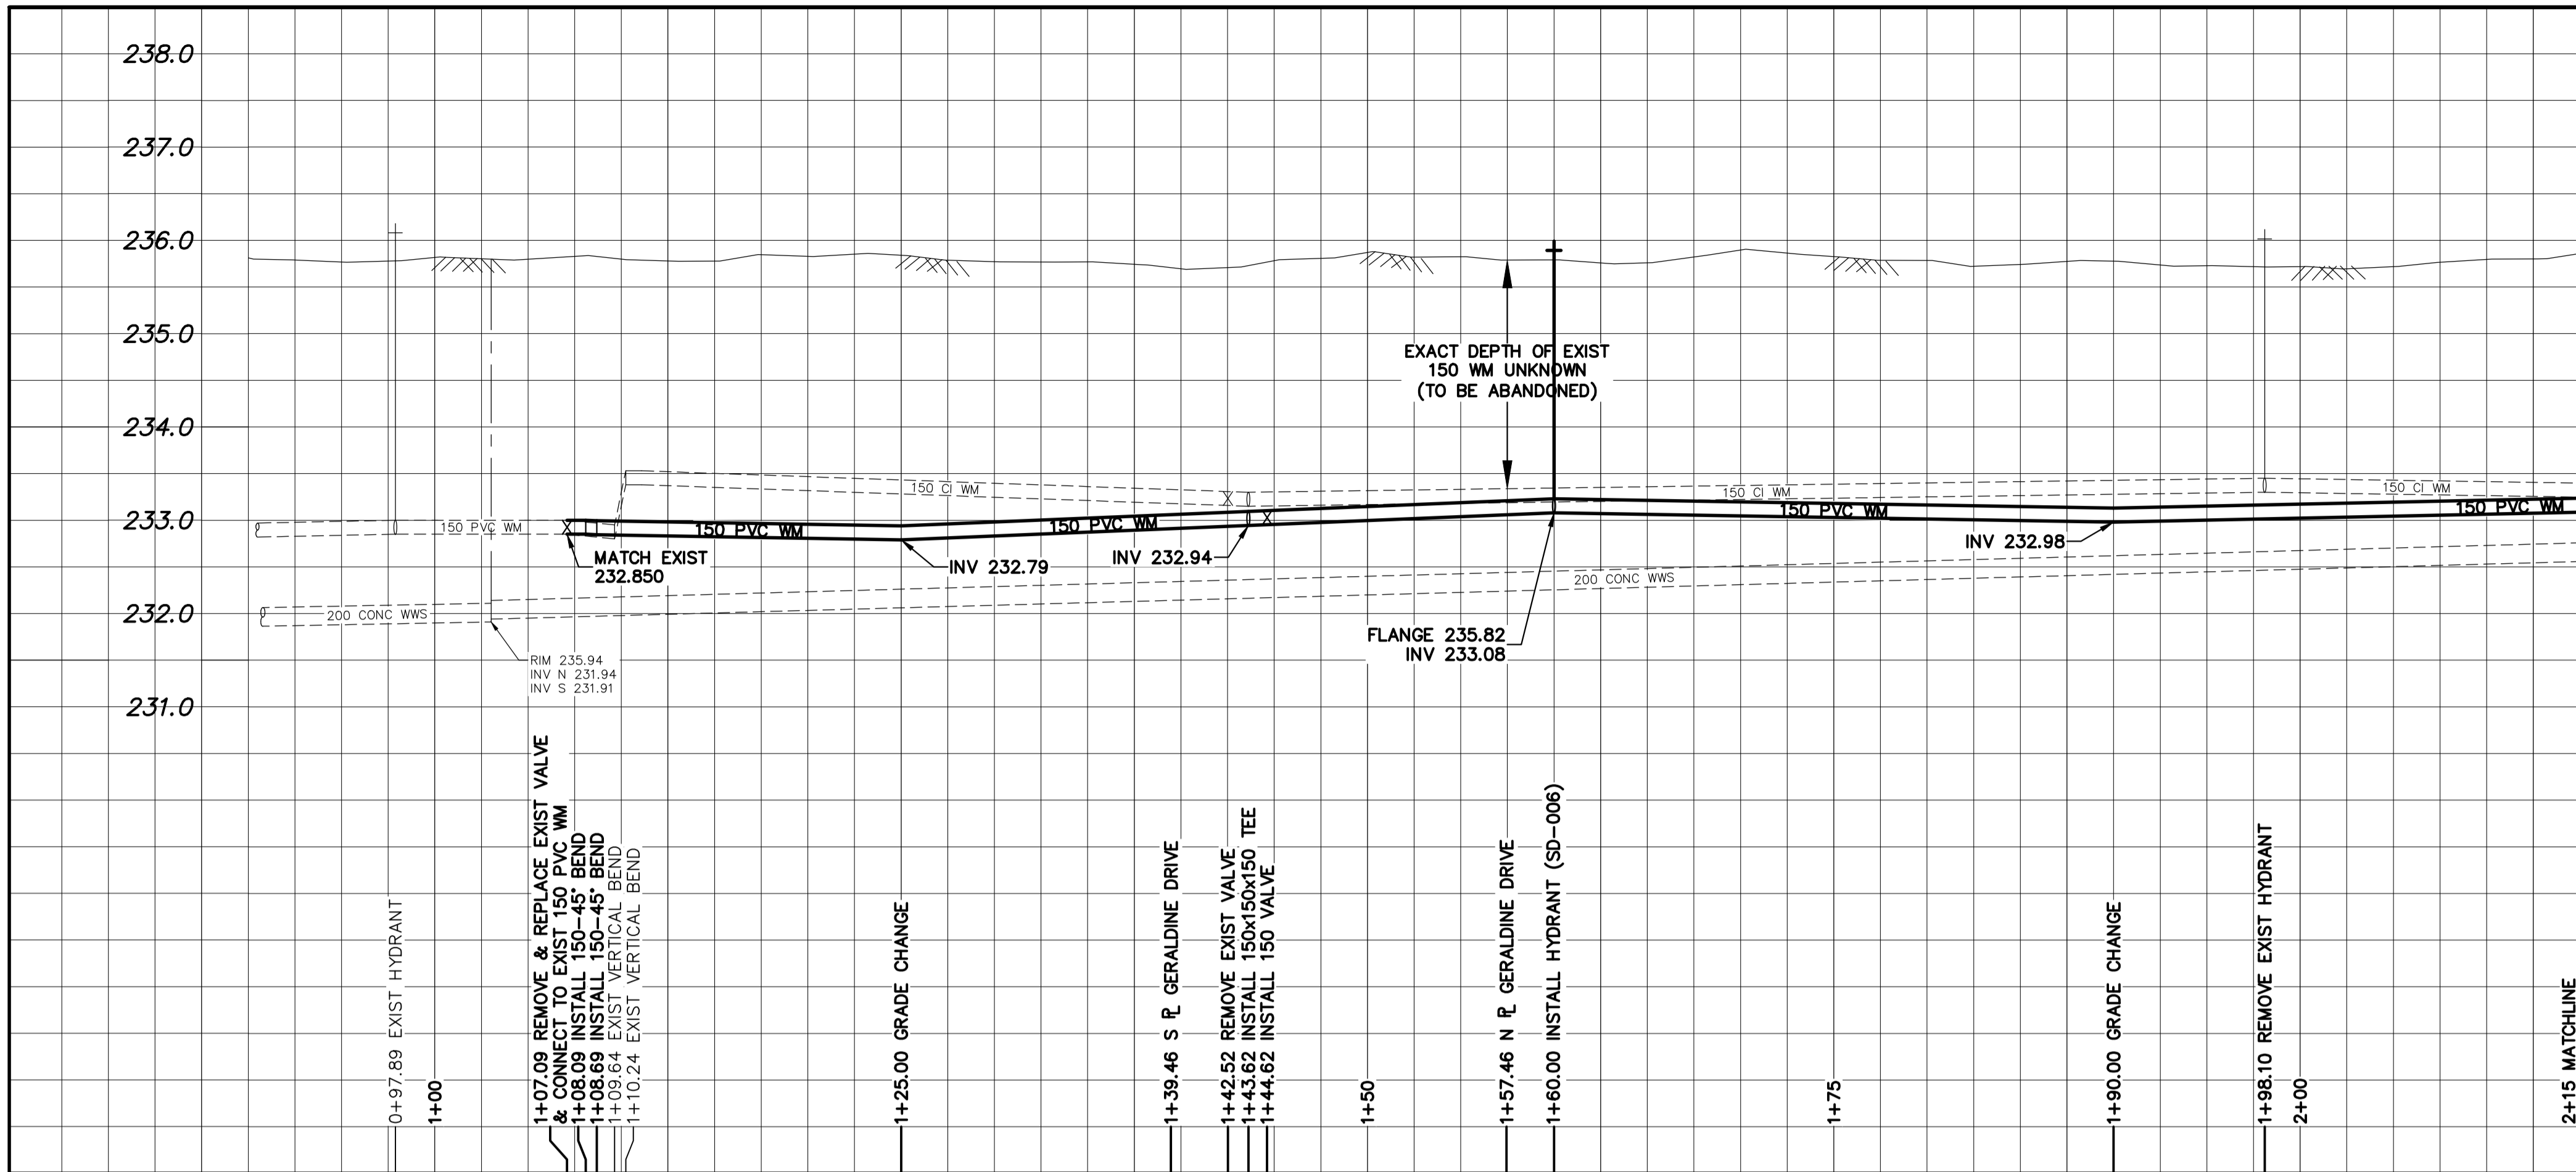 238.0
237.0
236.0
235.0
234.0
233.0
232.0
231.0
EXACT DEPTH OF EXIST
150 WM UNKNOWN
(TO BE ABANDONED)
150 CI WM
150 CI WM
150 CI WM
150 PVC WM
150 PVC WM
150 PVC WM
150 PVC WM
150 PVC WM
MATCH EXIST
232.850
INV 232.79
INV 232.94
INV 232.98
200 CONC WWS
200 CONC WWS
FLANGE 235.82
INV 233.08
RIM 235.94
INV N 231.94
INV S 231.91
0+97.89 EXIST HYDRANT
1+00
1+07.09 REMOVE & REPLACE EXIST VALVE
& CONNECT TO EXIST 150 PVC WM
1+08.09 INSTALL 150-45° BEND
1+08.69 INSTALL 150-45° BEND
1+09.64 EXIST VERTICAL BEND
1+10.24 EXIST VERTICAL BEND
1+25.00 GRADE CHANGE
1+39.46 S ℄ GERALDINE DRIVE
1+42.52 REMOVE EXIST VALVE
1+43.62 INSTALL 150x150x150 TEE
1+44.62 INSTALL 150 VALVE
1+50
1+57.46 N ℄ GERALDINE DRIVE
1+60.00 INSTALL HYDRANT (SD-006)
1+75
1+90.00 GRADE CHANGE
1+98.10 REMOVE EXIST HYDRANT
2+00
2+15 MATCHLINE